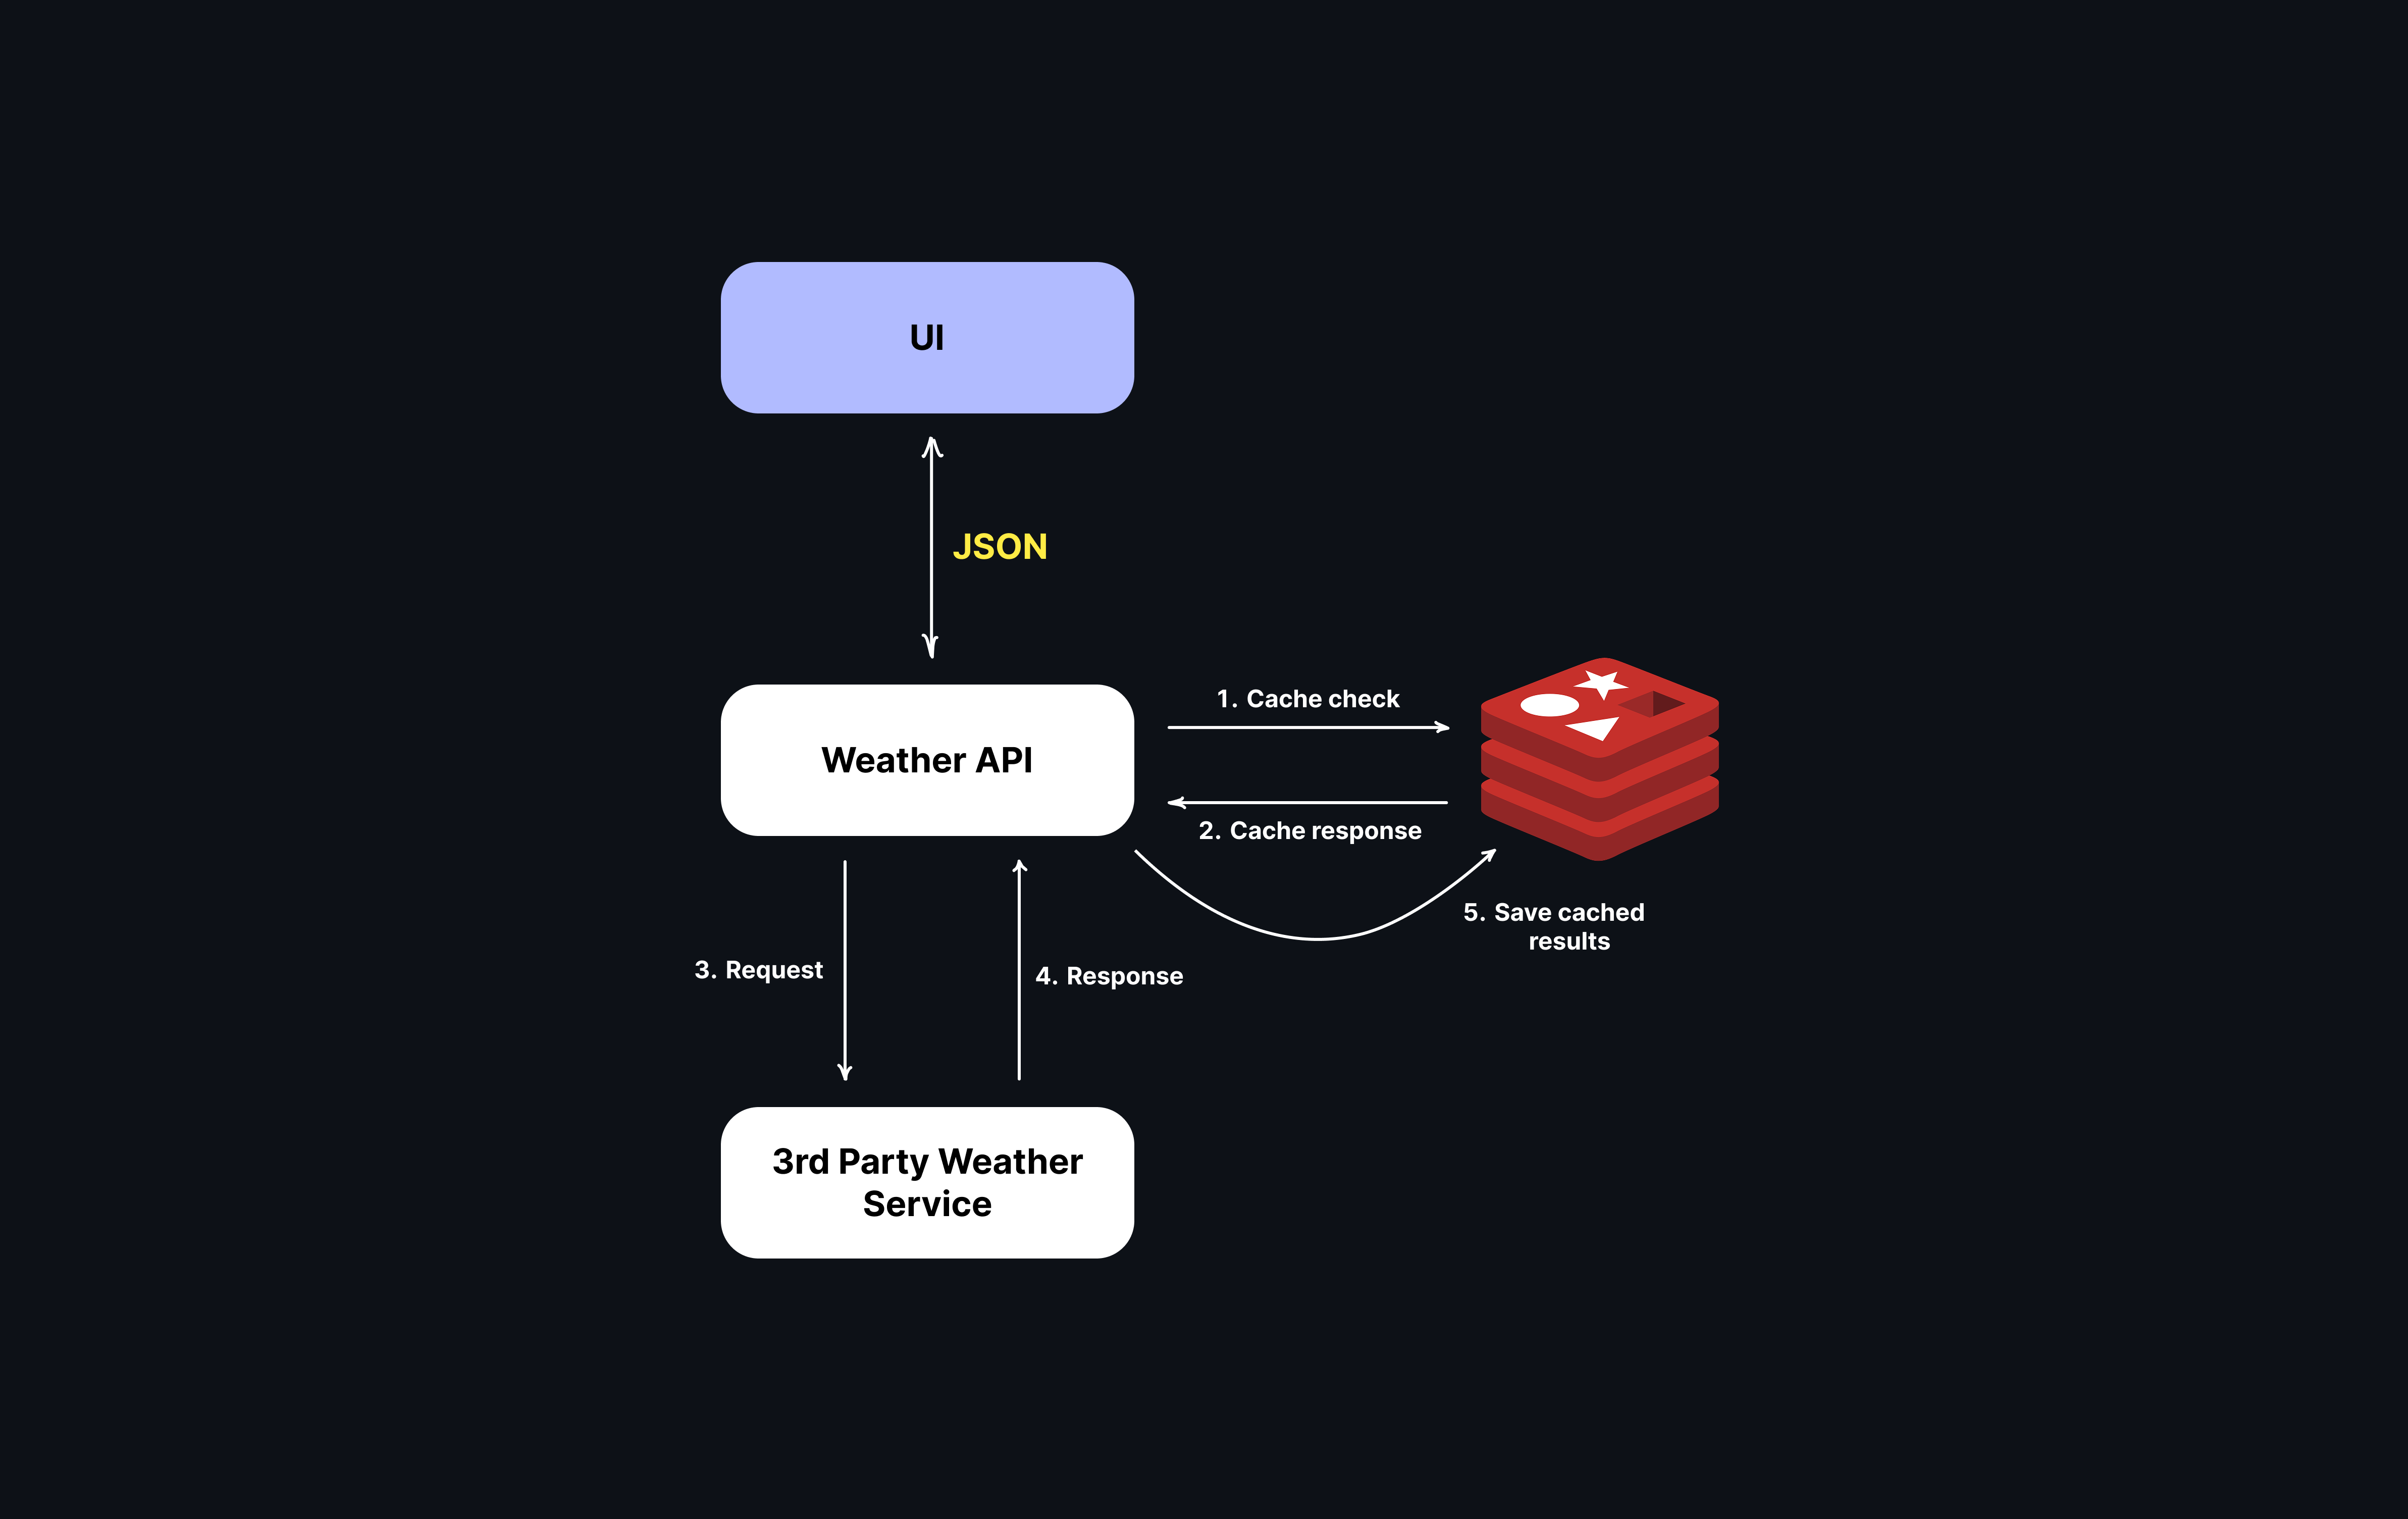 UI
JSON
Weather API
1. Cache check
2. Cache response
3. Request
4. Response
5. Save cached
results
3rd Party Weather
Service